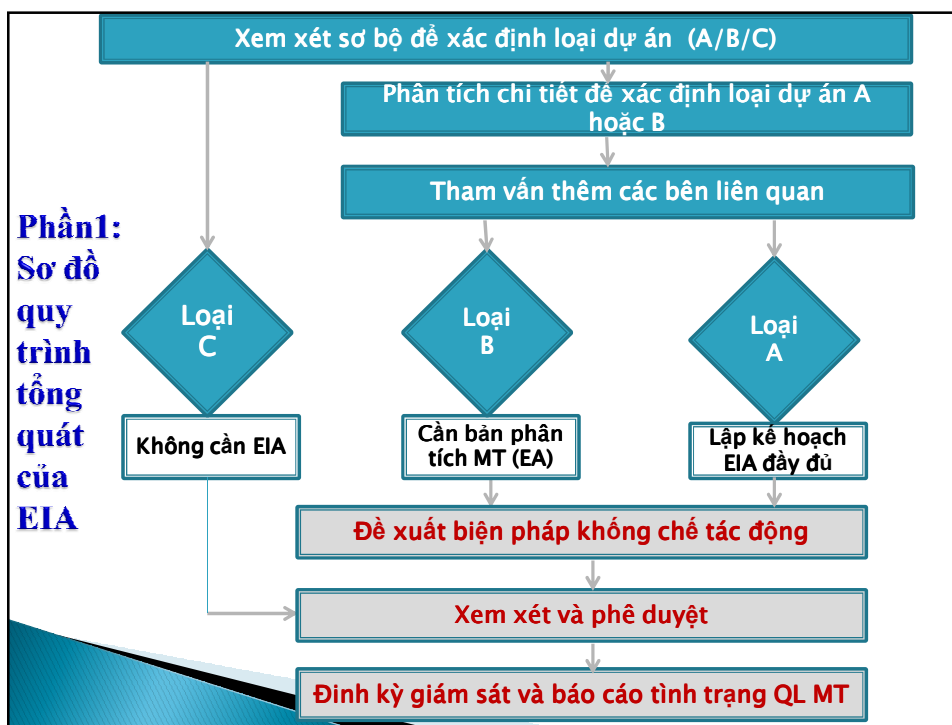 Xem xét sơ bộ để xác định loại dự án (A/B/C)
Phân tích chi tiết để xác định loại dự án A
hoặc B
Tham vấn thêm các bên liên quan
Phần1:
Sơ đồ
quy
trình
tổng
quát
của
EIA
Loại
C
Loại
B
Loại
A
Không cần EIA
Cần bản phân
tích MT (EA)
Lập kế hoạch
EIA đầy đủ
Đề xuất biện pháp khống chế tác động
Xem xét và phê duyệt
Đinh kỳ giám sát và báo cáo tình trạng QL MT